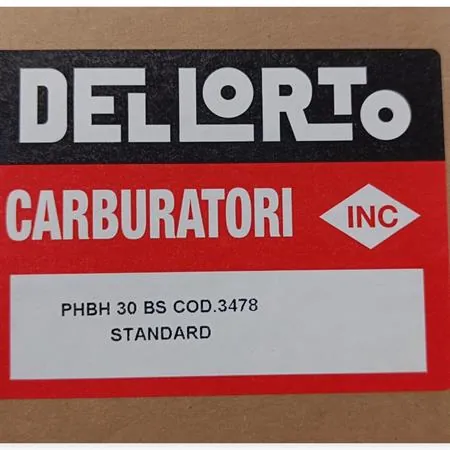 DELLORTO
CARBURATORI INC
PHBH 30 BS COD.3478
STANDARD